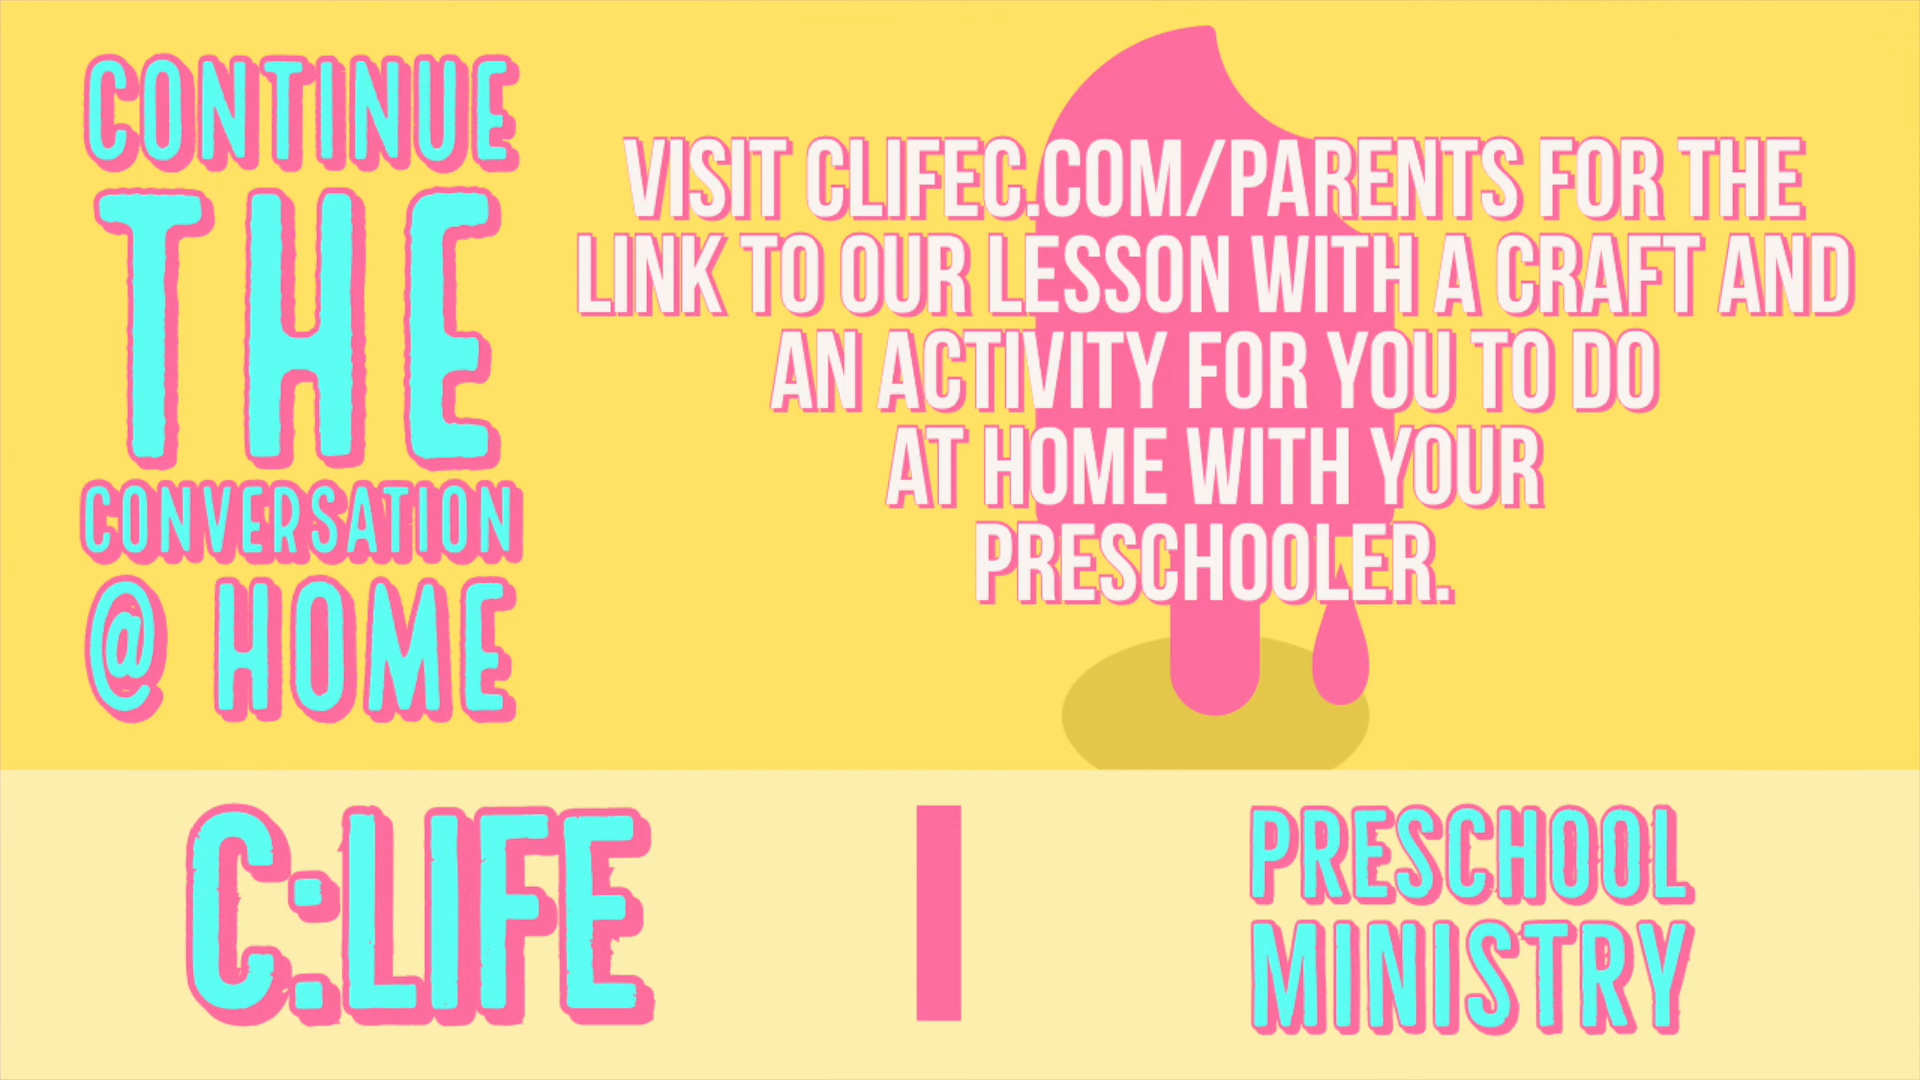 CONTINUE
THE
CONVERSATION
@ HOME
VISIT CLIFEC.COM/PARENTS FOR THE
LINK TO OUR LESSON WITH A CRAFT AND
AN ACTIVITY FOR YOU TO DO
AT HOME WITH YOUR
PRESCHOOLER.
C:LIFE
PRESCHOOL
MINISTRY